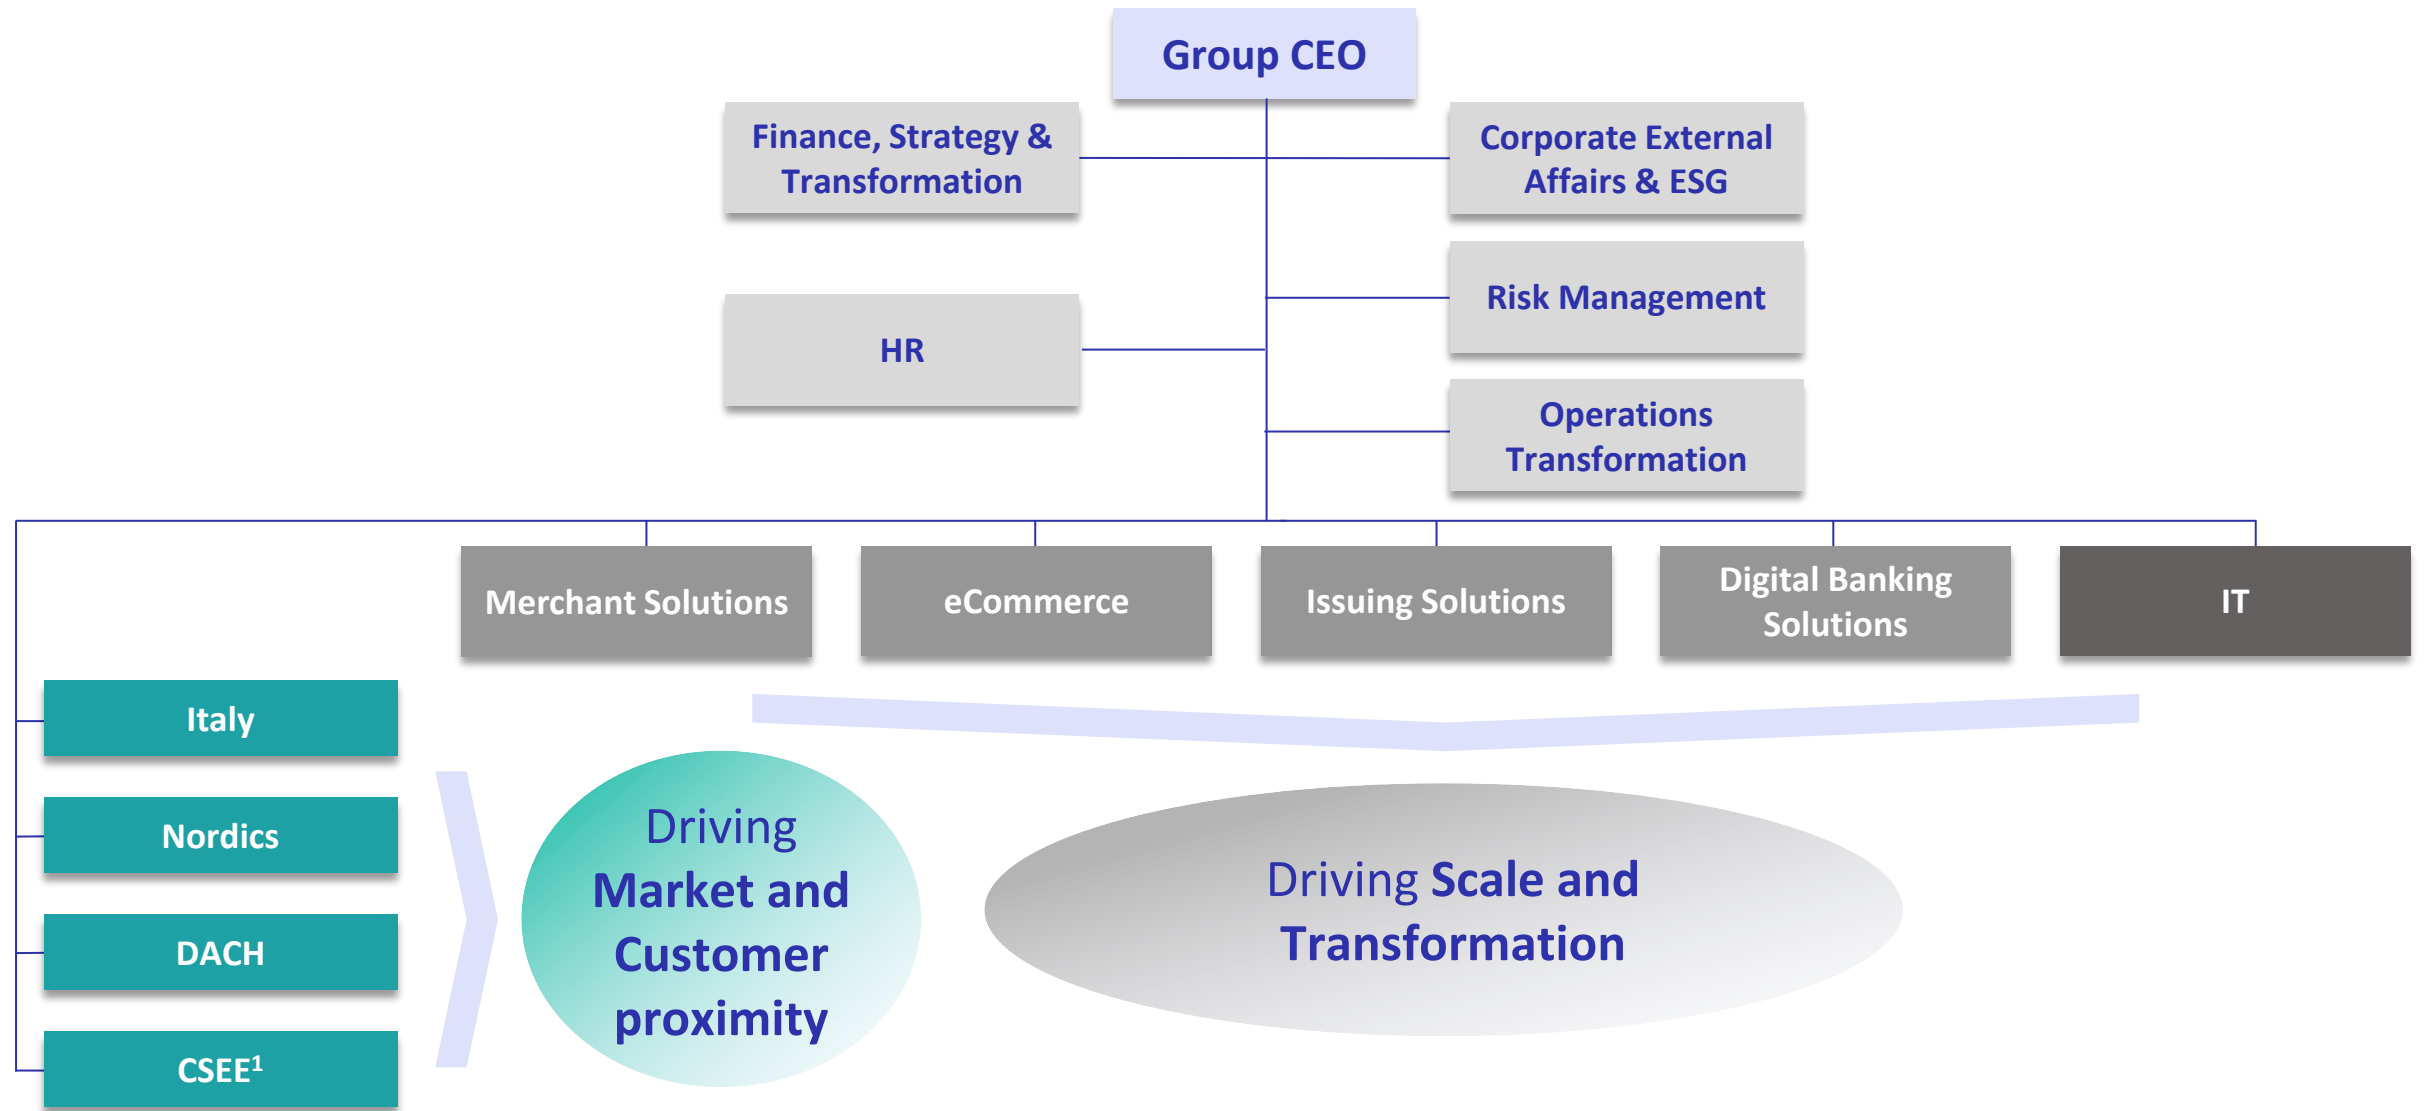 Group CEO
Finance, Strategy &
Transformation
Corporate External
Affairs & ESG
Risk Management
HR
Operations
Transformation
Merchant Solutions
eCommerce
Issuing Solutions
Digital Banking
Solutions
IT
Italy
Nordics
DACH
CSEE¹
Driving
Market and
Customer
proximity
Driving Scale and
Transformation